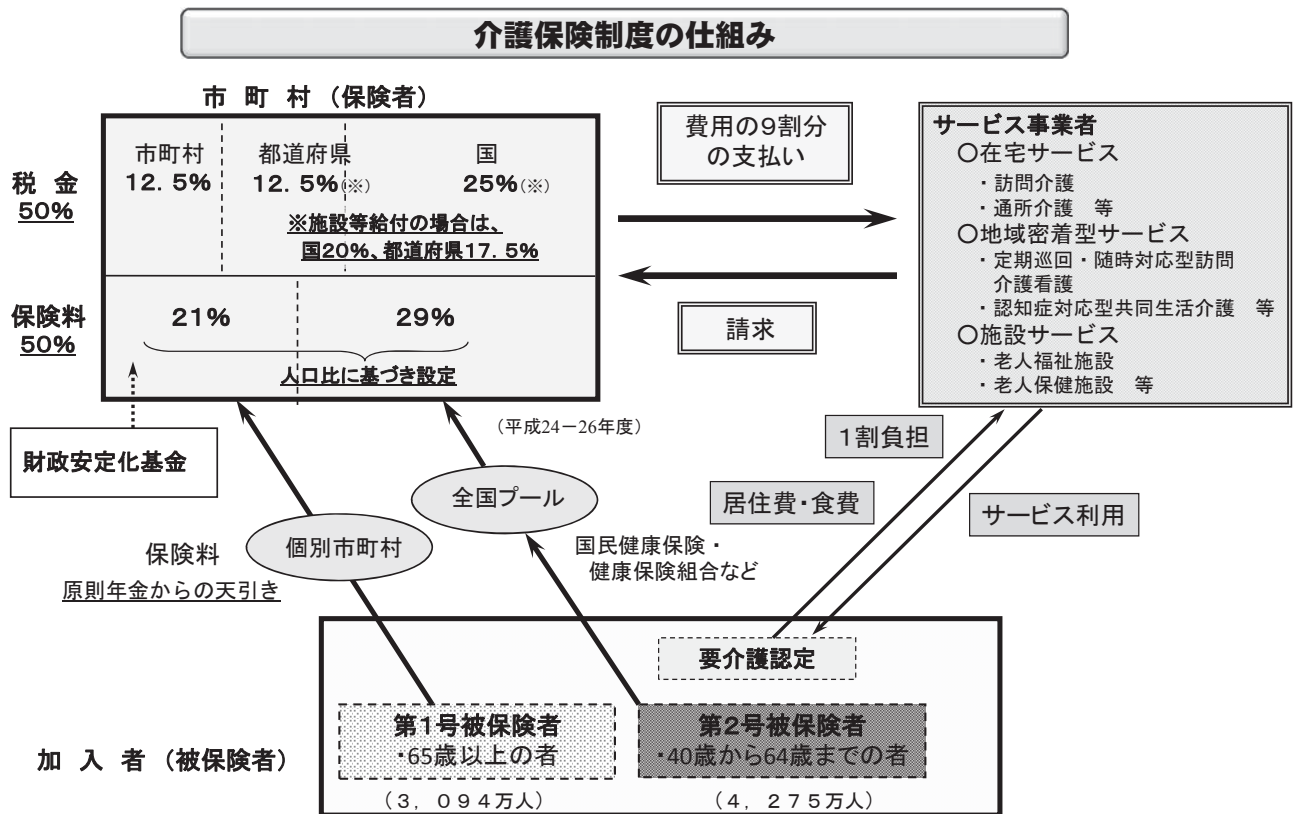 介護保険制度の仕組み
市 町 村 (保険者)
税 金
50%
市町村
12.5%
都道府県
12. 5%(※)
国
25%(※)
※施設等給付の場合は、
国20%、都道府県17. 5%
保険料
50%
21%
29%
人口比に基づき設定
費用の9割分
の支払い
請求
サービス事業者
○在宅サービス
・訪問介護
・通所介護 等
○地域密着型サービス
・定期巡回・随時対応型訪問
介護看護
・認知症対応型共同生活介護 等
○施設サービス
・老人福祉施設
・老人保健施設 等
財政安定化基金
(平成24-26年度)
1割負担
居住費・食費
サービス利用
全国プール
個別市町村
保険料
原則年金からの天引き
国民健康保険・
健康保険組合など
要介護認定
加 入 者 (被保険者)
第1号被保険者
・65歳以上の者
第2号被保険者
・40歳から64歳までの者
(3, 094万人)
(4, 275万人)